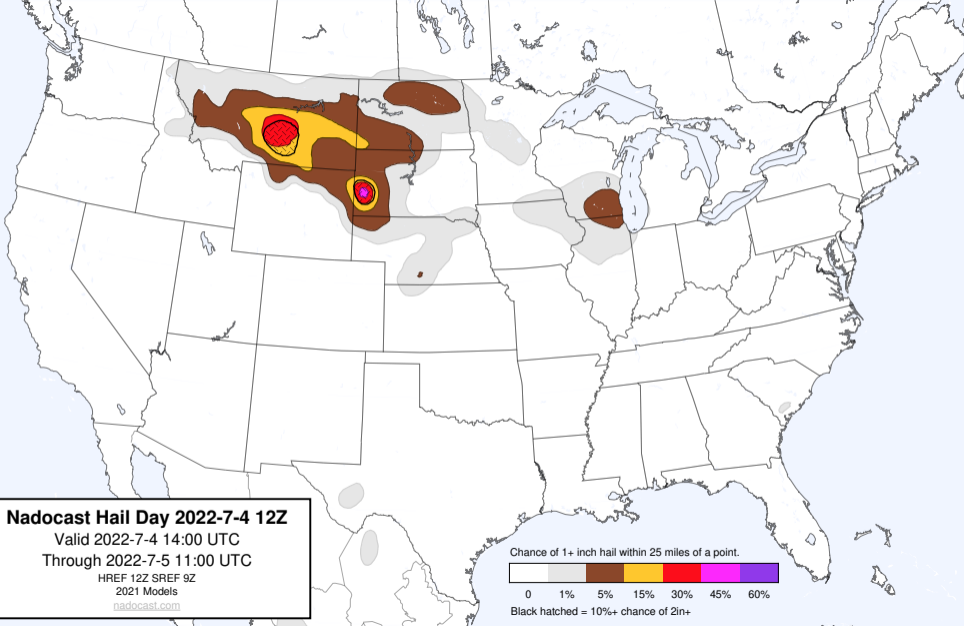 Nadocast Hail Day 2022-7-4 12Z
Valid 2022-7-4 14:00 UTC
Through 2022-7-5 11:00 UTC
HREF 12Z SREF 9Z
2021 Models
nadocast.com
Chance of 1+ inch hail within 25 miles of a point.
0 1% 5% 15% 30% 45% 60%
Black hatched = 10%+ chance of 2in+